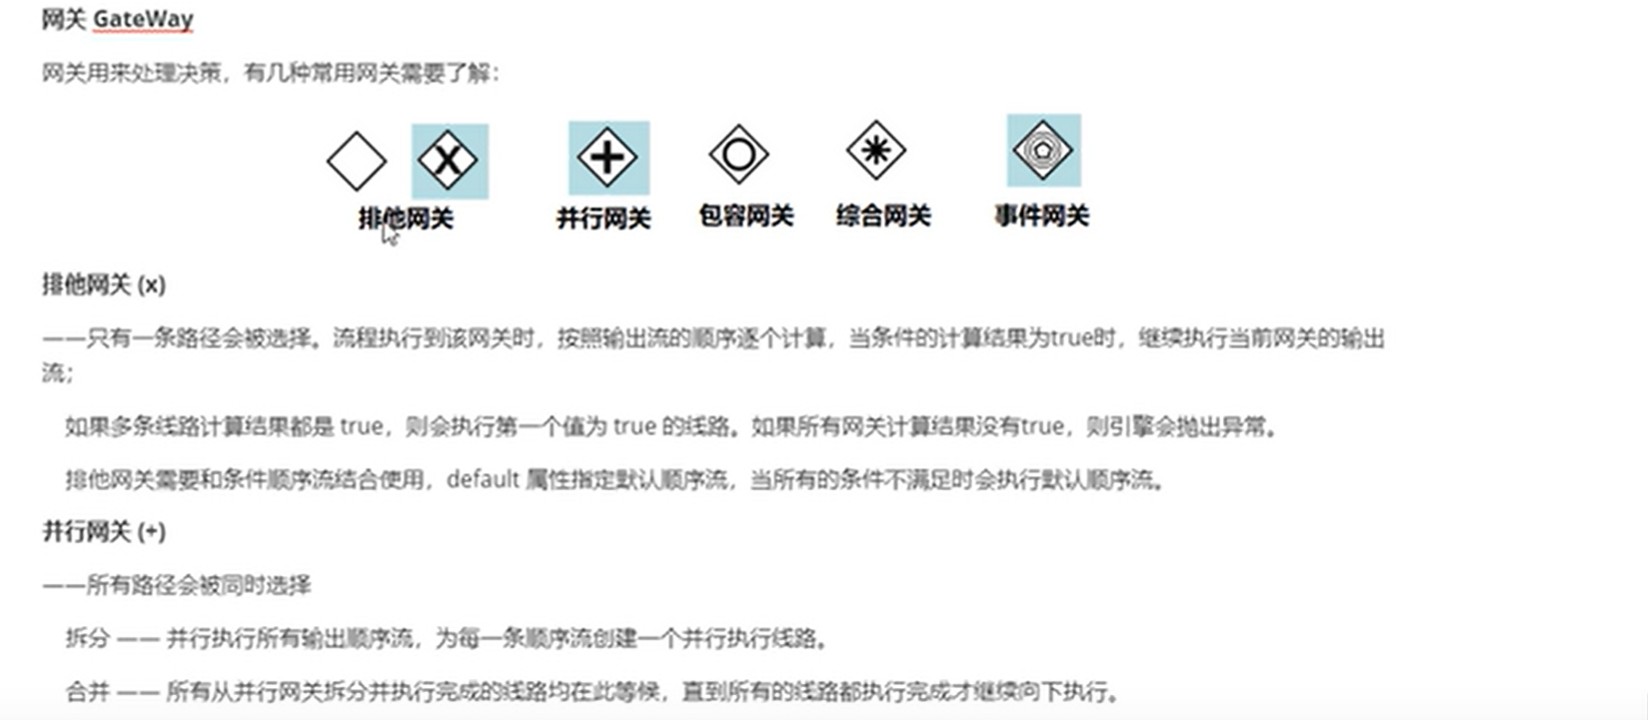 网关 GateWay
网关用来处理决策，有几种常用网关需要了解：
排他网关 并行网关 包容网关 综合网关 事件网关
排他网关 (x)
——只有一条路径会被选择。流程执行到该网关时，按照输出流的顺序逐个计算，当条件的计算结果为true时，继续执行当前网关的输出
流；
如果多条线路计算结果都是 true，则会执行第一个值为 true 的线路。如果所有网关计算结果没有true，则引擎会抛出异常。
排他网关需要和条件顺序流结合使用，default 属性指定默认顺序流，当所有的条件不满足时会执行默认顺序流。
并行网关 (+)
——所有路径会被同时选择
拆分 —— 并行执行所有输出顺序流，为每一条顺序流创建一个并行执行线路。
合并 —— 所有从并行网关拆分并执行完成的线路均在此等候，直到所有的线路都执行完成才继续向下执行。